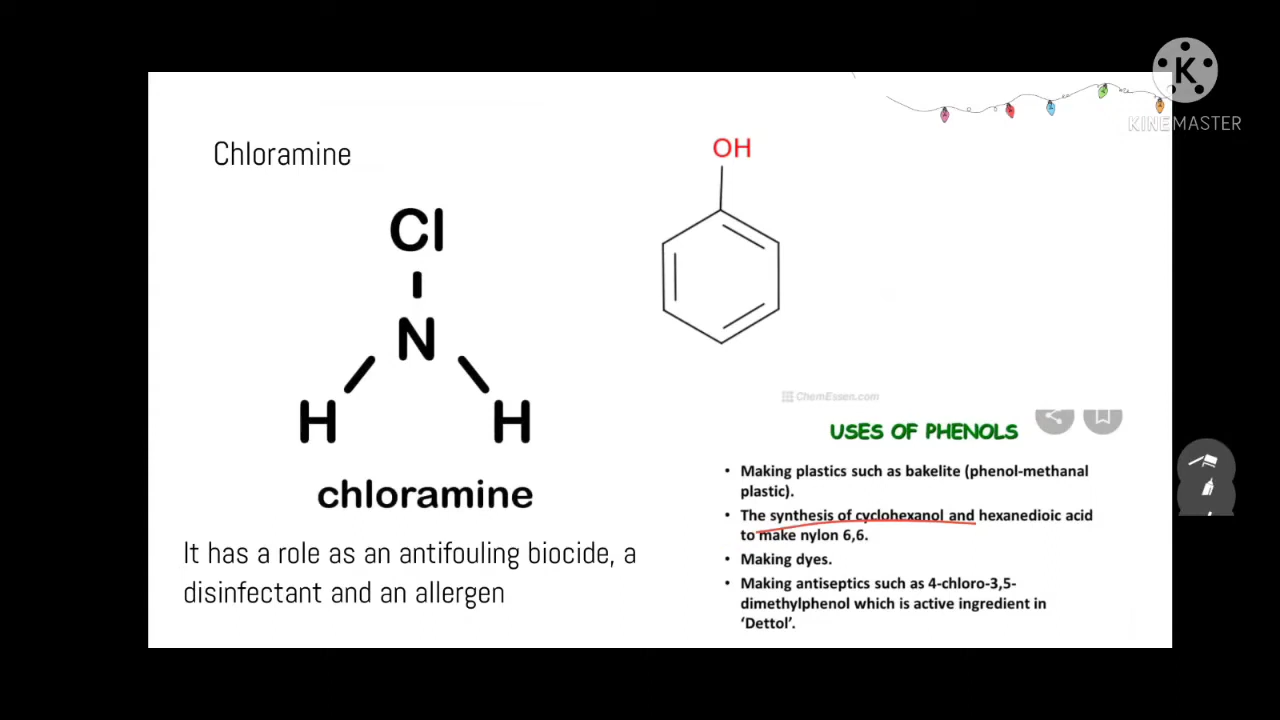 K
KINEMASTER
Chloramine
Cl
N
H H
chloramine
It has a role as an antifouling biocide, a
disinfectant and an allergen
OH
ChemEssen.com
USES OF PHENOLS
• Making plastics such as bakelite (phenol-methanal
plastic).
• The synthesis of cyclohexanol and hexanedioic acid
to make nylon 6,6.
• Making dyes.
• Making antiseptics such as 4-chloro-3,5-
dimethylphenol which is active ingredient in
‘Dettol’.